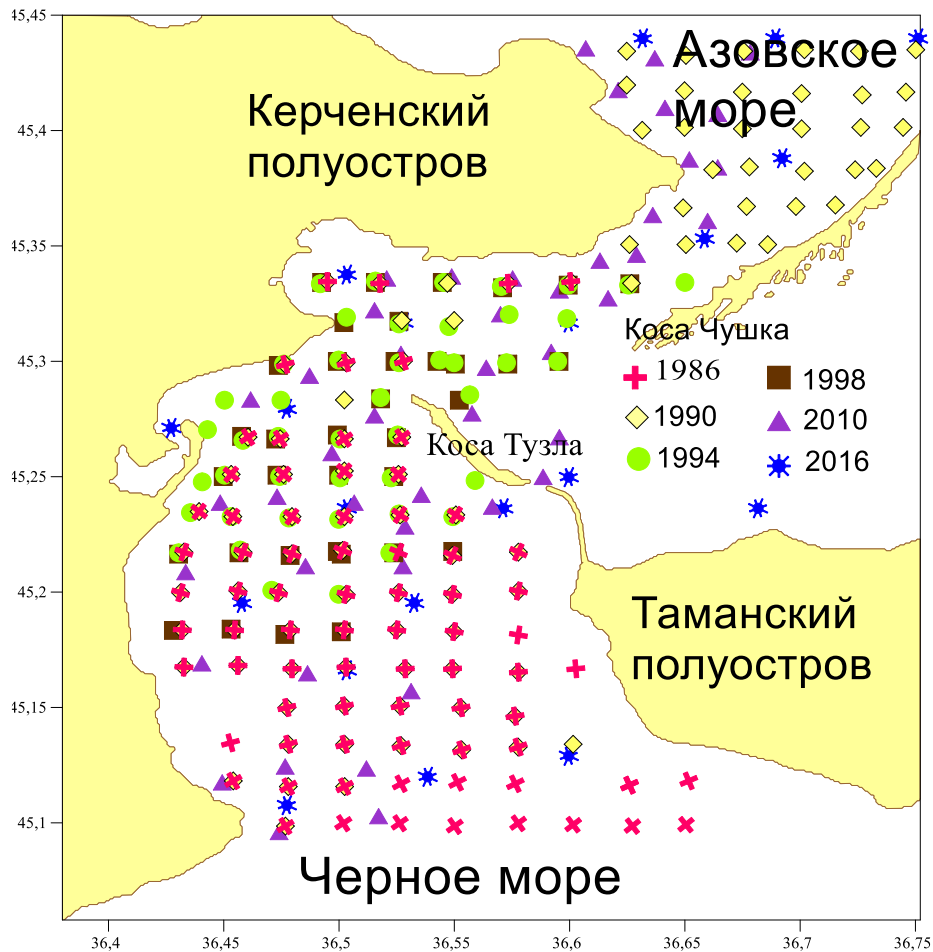 45,45
Азовское
море
Керченский
полуостров
45,4
45,35
Коса Чушка
1986
1998
1990
2010
1994
2016
45,3
Коса Тузла
45,25
45,2
Таманский
полуостров
45,15
45,1
Черное море
36,4 36,45 36,5 36,55 36,6 36,65 36,7 36,75